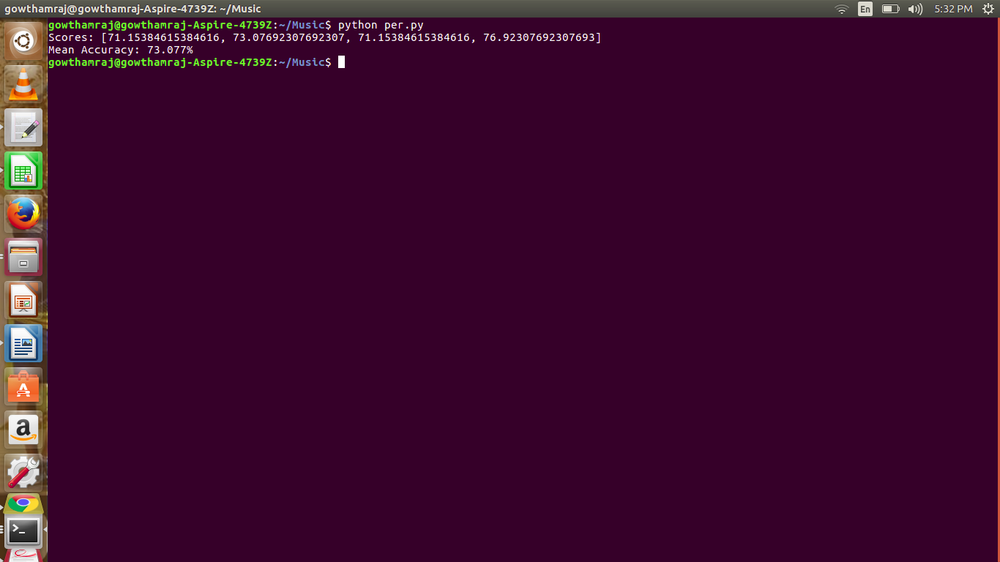 gowthamraj@gowthamraj-Aspire-4739Z: ~/Music
En
5:32 PM
gowthamraj@gowthamraj-Aspire-4739Z:~/Music$ python per.py
Scores: [71.15384615384616, 73.07692307692307, 71.15384615384616, 76.92307692307693]
Mean Accuracy: 73.077%
gowthamraj@gowthamraj-Aspire-4739Z:~/Music$